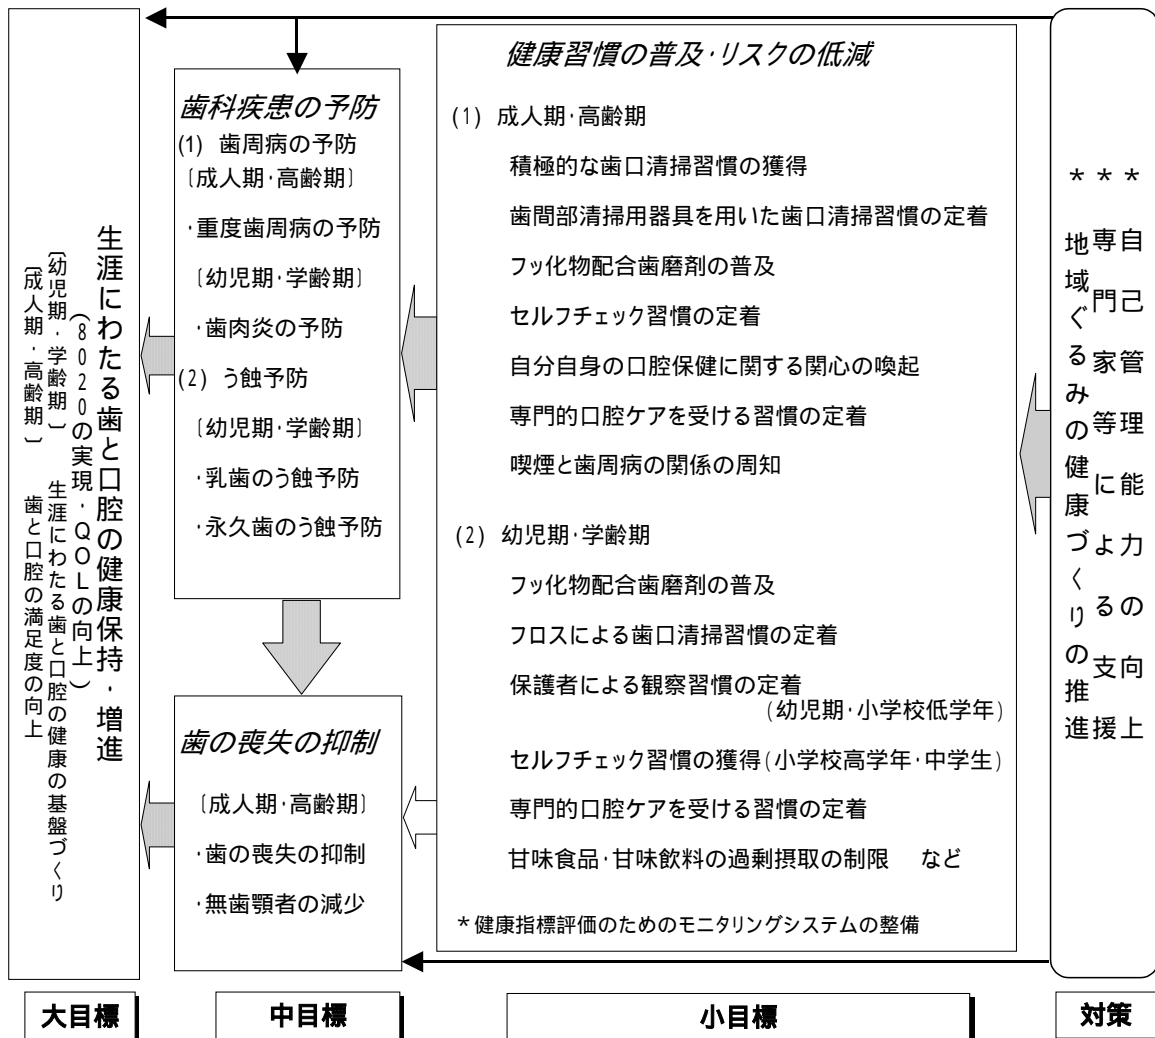 生涯にわたる歯と口腔の健康保持・増進
(8020の実現・QOLの向上)
〔幼児期・学齢期〕 生涯にわたる歯と口腔の健康の基盤づくり
〔成人期・高齢期〕 歯と口腔の満足度の向上
大目標
歯科疾患の予防
(1) 歯周病の予防
〔成人期・高齢期〕
・重度歯周病の予防
〔幼児期・学齢期〕
・歯肉炎の予防
(2) う蝕予防
〔幼児期・学齢期〕
・乳歯のう蝕予防
・永久歯のう蝕予防
歯の喪失の抑制
〔成人期・高齢期〕
・歯の喪失の抑制
・無歯顎者の減少
中目標
健康習慣の普及・リスクの低減
(1) 成人期・高齢期
積極的な歯口清掃習慣の獲得
歯間部清掃用器具を用いた歯口清掃習慣の定着
フッ化物配合歯磨剤の普及
セルフチェック習慣の定着
自分自身の口腔保健に関する関心の喚起
専門的口腔ケアを受ける習慣の定着
喫煙と歯周病の関係の周知
(2) 幼児期・学齢期
フッ化物配合歯磨剤の普及
フロスによる歯口清掃習慣の定着
保護者による観察習慣の定着
(幼児期・小学校低学年)
セルフチェック習慣の獲得(小学校高学年・中学生)
専門的口腔ケアを受ける習慣の定着
甘味食品・甘味飲料の過剰摂取の制限 など
*健康指標評価のためのモニタリングシステムの整備
小目標
*自己管理能力の向上
*専門家等による支援
*地域ぐるみの健康づくりの推進
対策